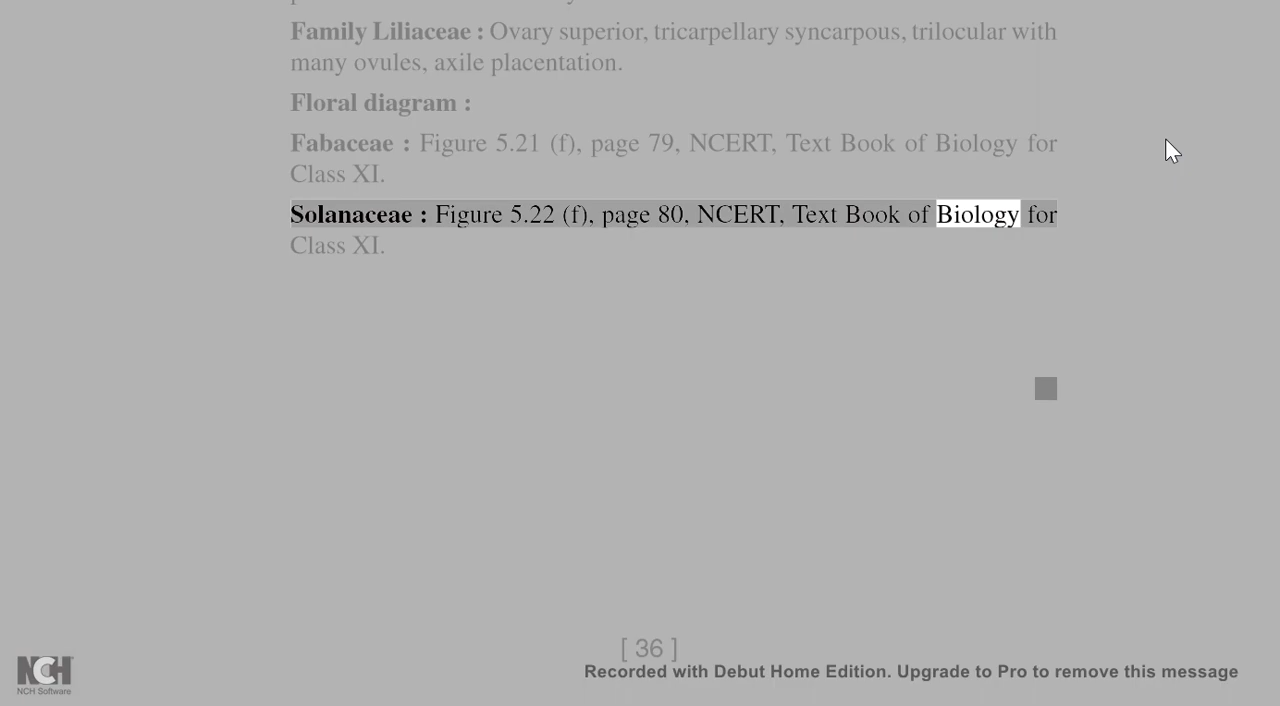 Family Liliaceae : Ovary superior, tricarpellary syncarpous, trilocular with
many ovules, axile placentation.
Floral diagram :
Fabaceae : Figure 5.21 (f), page 79, NCERT, Text Book of Biology for
Class XI.
Solanaceae : Figure 5.22 (f), page 80, NCERT, Text Book of Biology for
Class XI.
[ 36 ]
NCH
NCH Software
Recorded with Debut Home Edition. Upgrade to Pro to remove this message